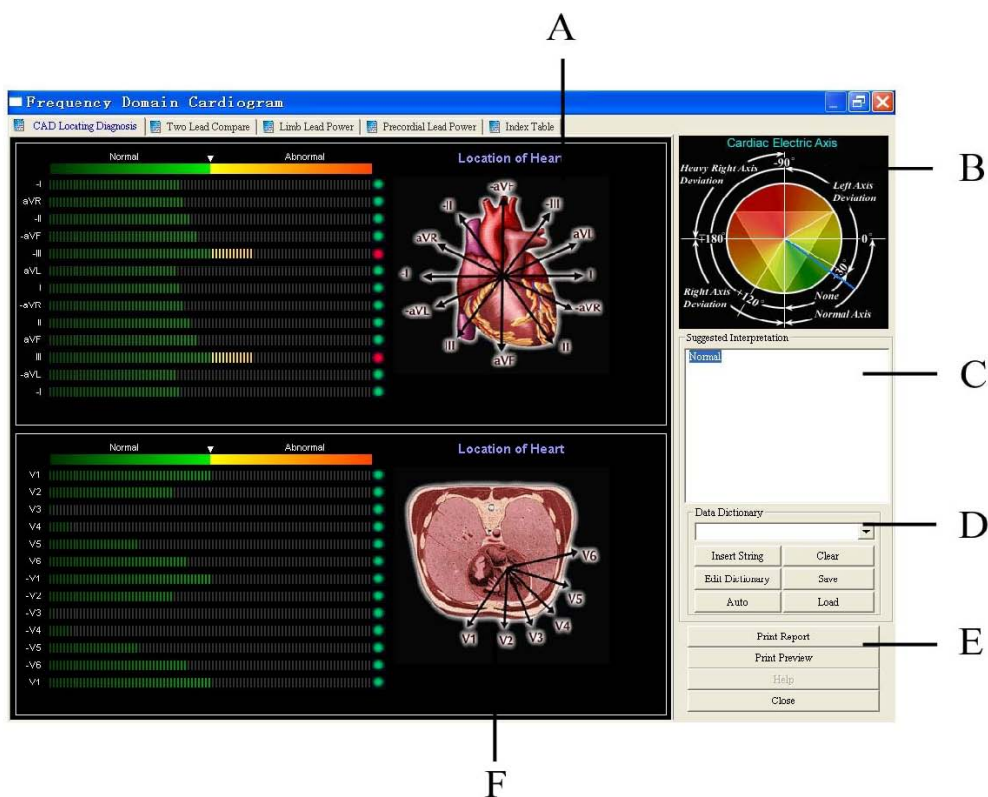 A
Frequency Domain Cardiogram
CAD Locating Diagnosis
Two Lead Compare
Limb Lead Power
Precordial Lead Power
Index Table
Normal
Abnormal
-I
aVR
-II
-aVF
-III
aVL
I
-aVR
II
aVF
III
-aVL
-I
Location of Heart
-aVF
-II
-III
aVR
aVL
-I
I
-aVL
-aVR
III
II
aVF
Cardiac Electric Axis
-90°
Heavy Right Axis
Deviation
Left Axis
Deviation
+180°
0°
+30°
Right Axis
Deviation
+120°
None
Normal Axis
B
Suggested Interpretation
Normal
C
Normal
Abnormal
V1
V2
V3
V4
V5
V6
-V1
-V2
-V3
-V4
-V5
-V6
V1
Location of Heart
V6
V5
V4
V3
V2
V1
Data Dictionary
D
Insert String
Clear
Edit Dictionary
Save
Auto
Load
Print Report
E
Print Preview
Help
Close
F